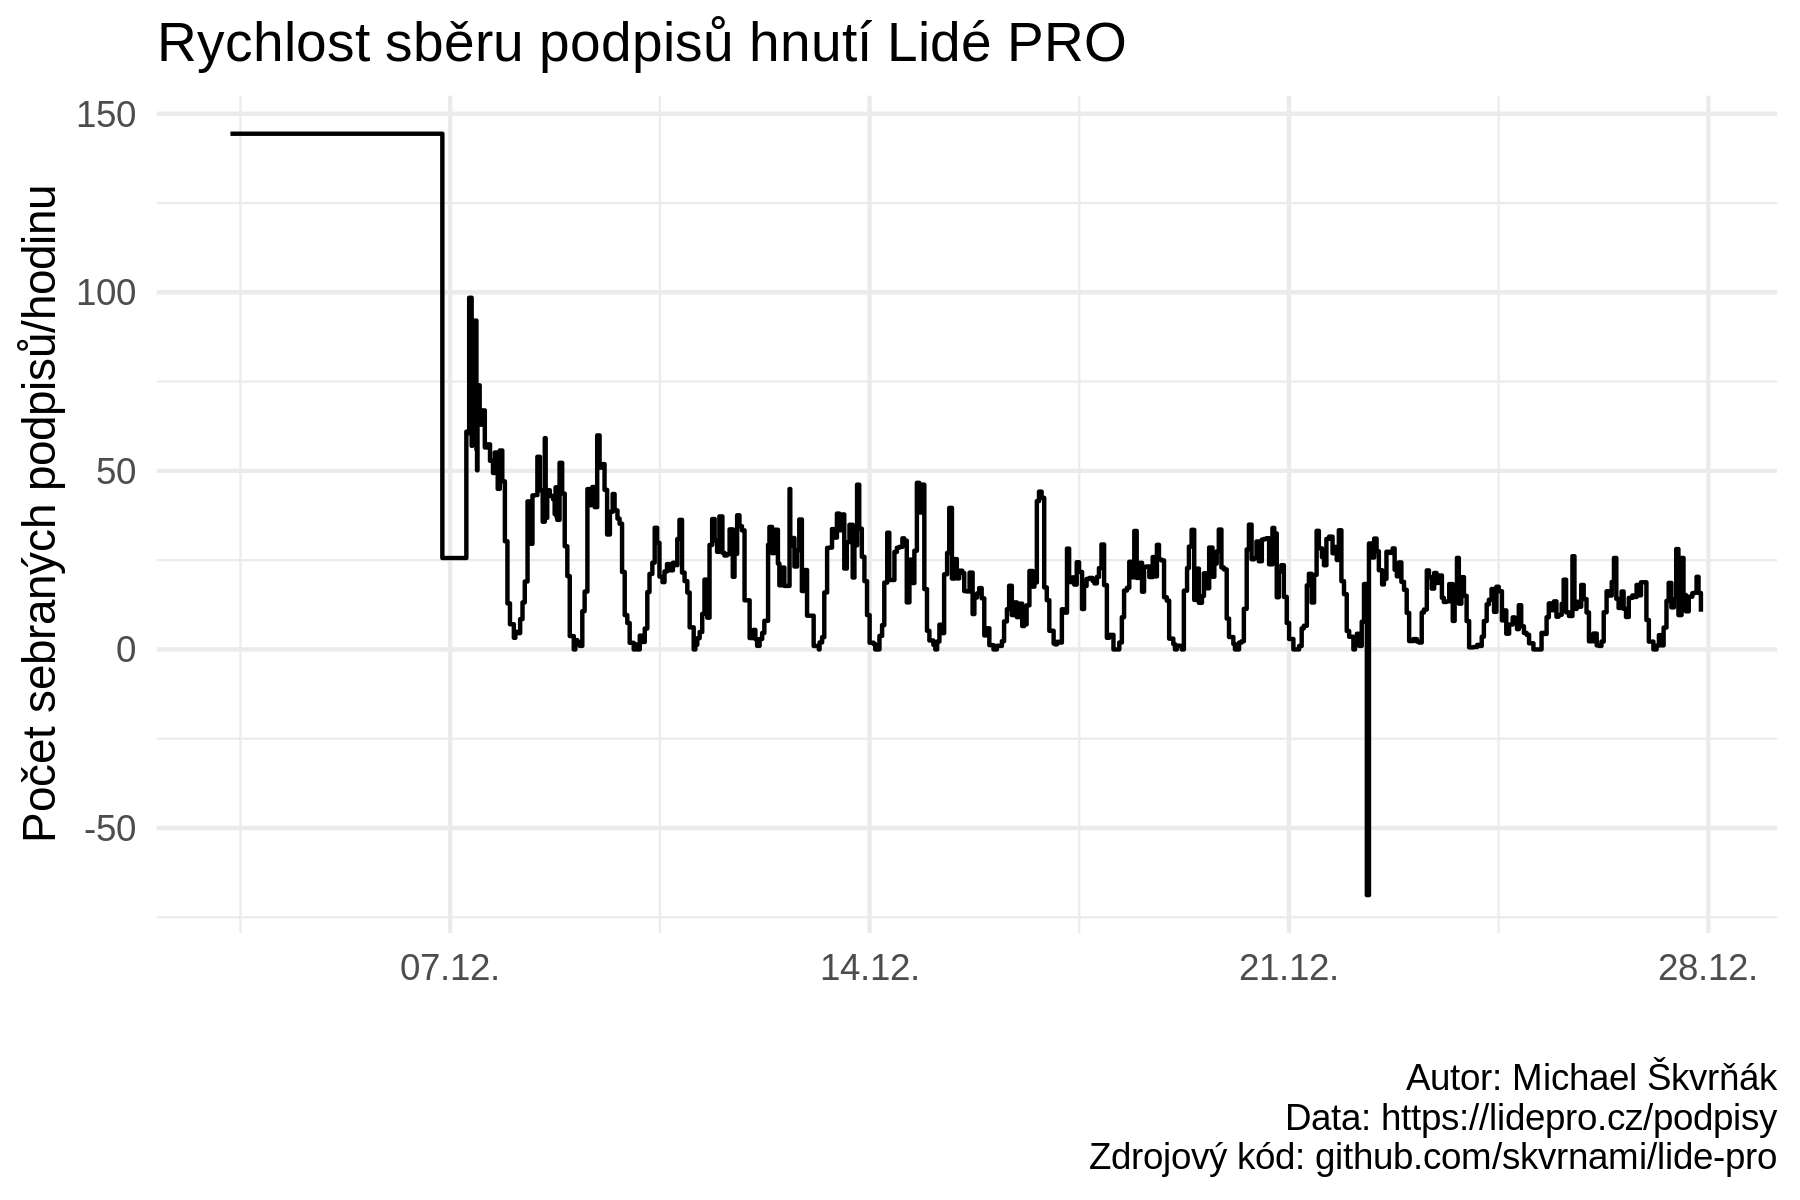 Rychlost sběru podpisů hnutí Lidé PRO
Počet sebraných podpisů/hodinu
150
100
50
0
-50
07.12.
14.12.
21.12.
28.12.
Autor: Michael Škvrňák
Data: https://lidepro.cz/podpisy
Zdrojový kód: github.com/skvrnami/lide-pro